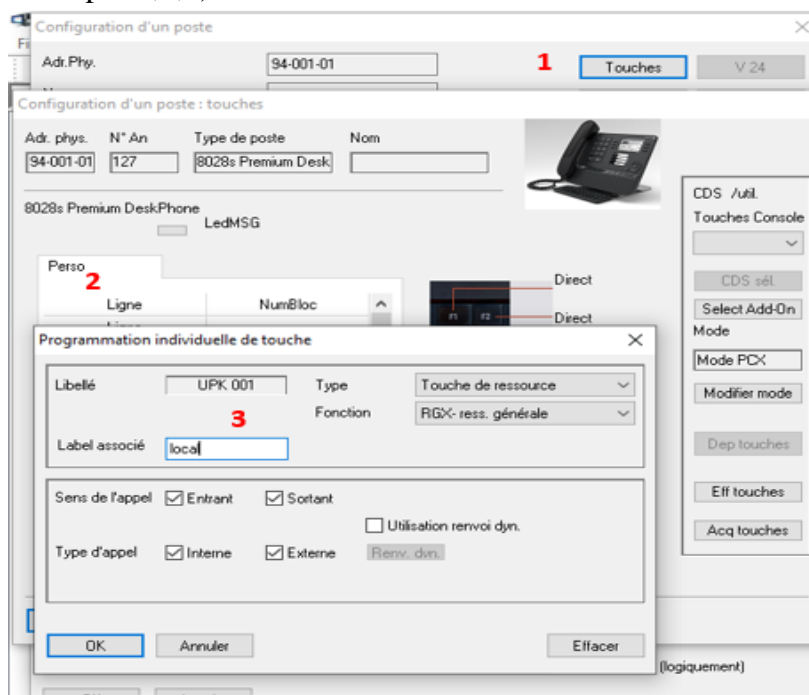 Configuration d'un poste
Adr.Phy. 94-001-01 1 Touches V 24
Configuration d'un poste : touches
Adr. phys. N° An Type de poste Nom
94-001-01 127 8028s Premium Desk
8028s Premium DeskPhone
LedMSG
CDS /util.
Touches Console
Perso
2
Ligne NumBloc
Direct
CDS sél.
F1 F2 Direct
Select Add-On
Mode
Programmation individuelle de touche
Mode PCX
Libellé UPK 001 Type Touche de ressource
Modifier mode
3 Fonction RGX- ress. générale
Label associé local
Dep touches
Sens de l'appel Entrant Sortant
Eff touches
Utilisation renvoi dyn.
Acq touches
Type d'appel Interne Externe Renv. dyn.
OK Annuler Effacer
(logiquement)